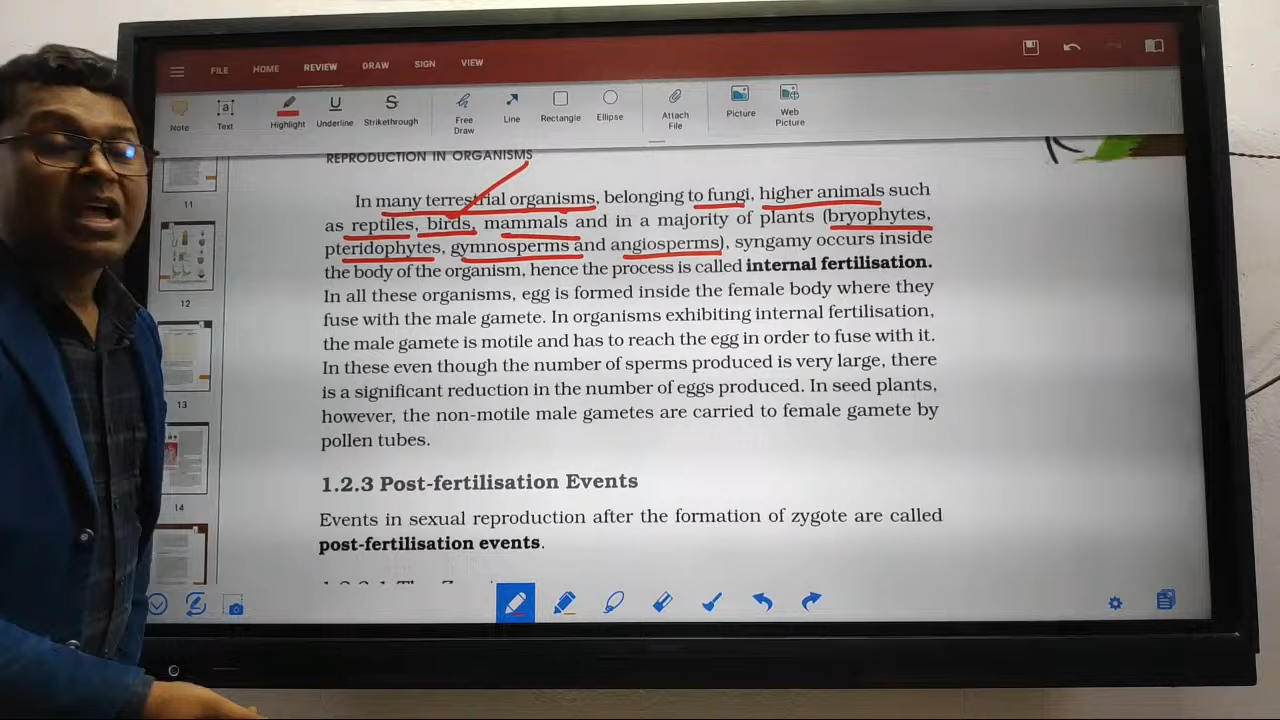 FILE HOME REVIEW DRAW SIGN VIEW
Note Text Highlight Underline Strikethrough Free Draw Line Rectangle Ellipse Attach File Picture Web Picture
REPRODUCTION IN ORGANISMS
In many terrestrial organisms, belonging to fungi, higher animals such
as reptiles, birds, mammals and in a majority of plants (bryophytes,
pteridophytes, gymnosperms and angiosperms), syngamy occurs inside
the body of the organism, hence the process is called internal fertilisation.
In all these organisms, egg is formed inside the female body where they
fuse with the male gamete. In organisms exhibiting internal fertilisation,
the male gamete is motile and has to reach the egg in order to fuse with it.
In these even though the number of sperms produced is very large, there
is a significant reduction in the number of eggs produced. In seed plants,
however, the non-motile male gametes are carried to female gamete by
pollen tubes.
1.2.3 Post-fertilisation Events
Events in sexual reproduction after the formation of zygote are called
post-fertilisation events.
11
12
13
14